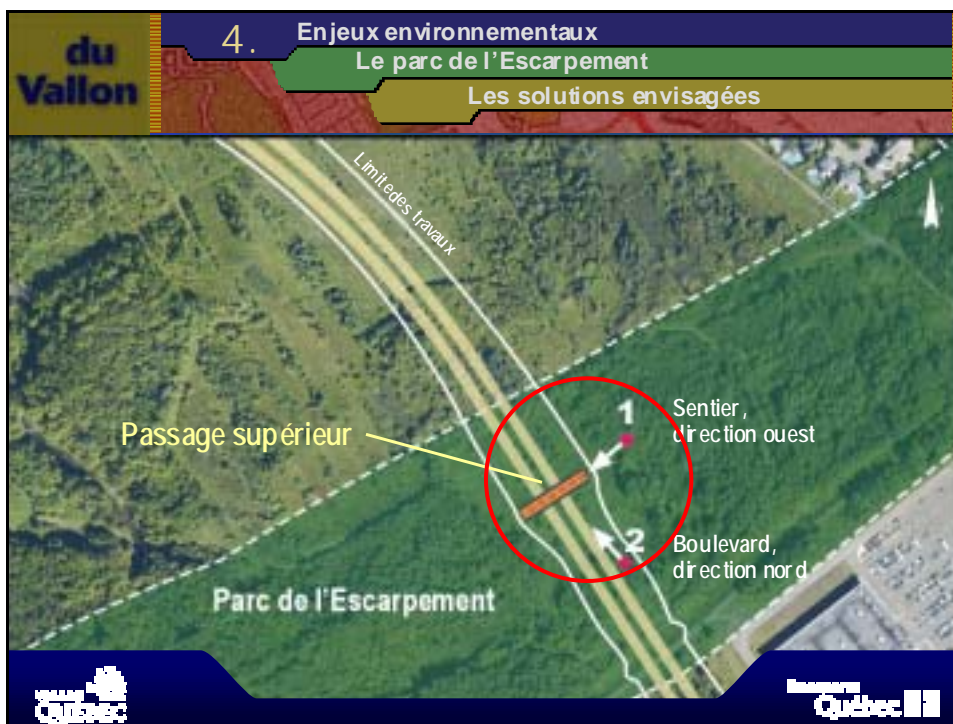 du
Vallon
4.
Enjeux environnementaux
Le parc de l'Escarpement
Les solutions envisagées
Limite des travaux
Passage supérieur
1
Sentier,
direction ouest
2
Boulevard,
direction nord
Parc de l'Escarpement
Québec